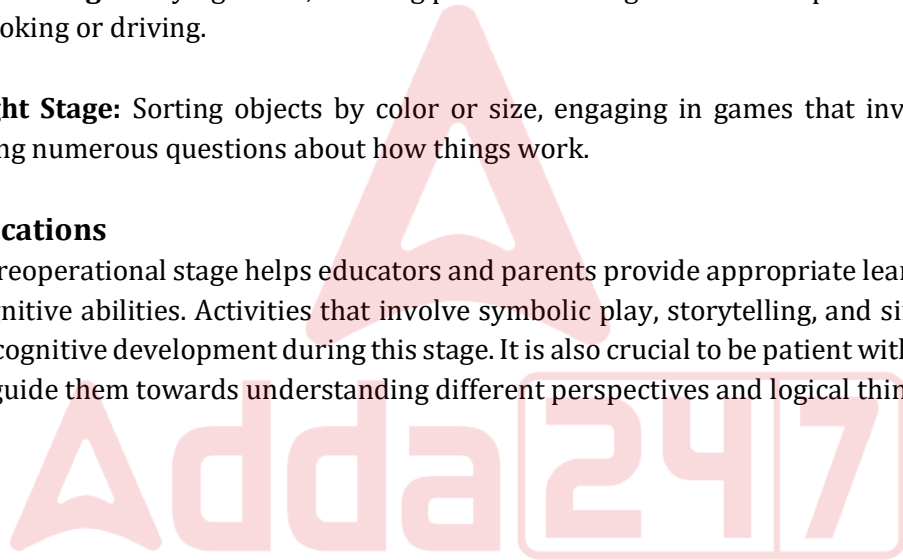 oking or driving.
ght Stage: Sorting objects by color or size, engaging in games that inv
ng numerous questions about how things work.
cations
reoperational stage helps educators and parents provide appropriate lear
gnitive abilities. Activities that involve symbolic play, storytelling, and si
cognitive development during this stage. It is also crucial to be patient with
guide them towards understanding different perspectives and logical thin
Adda247